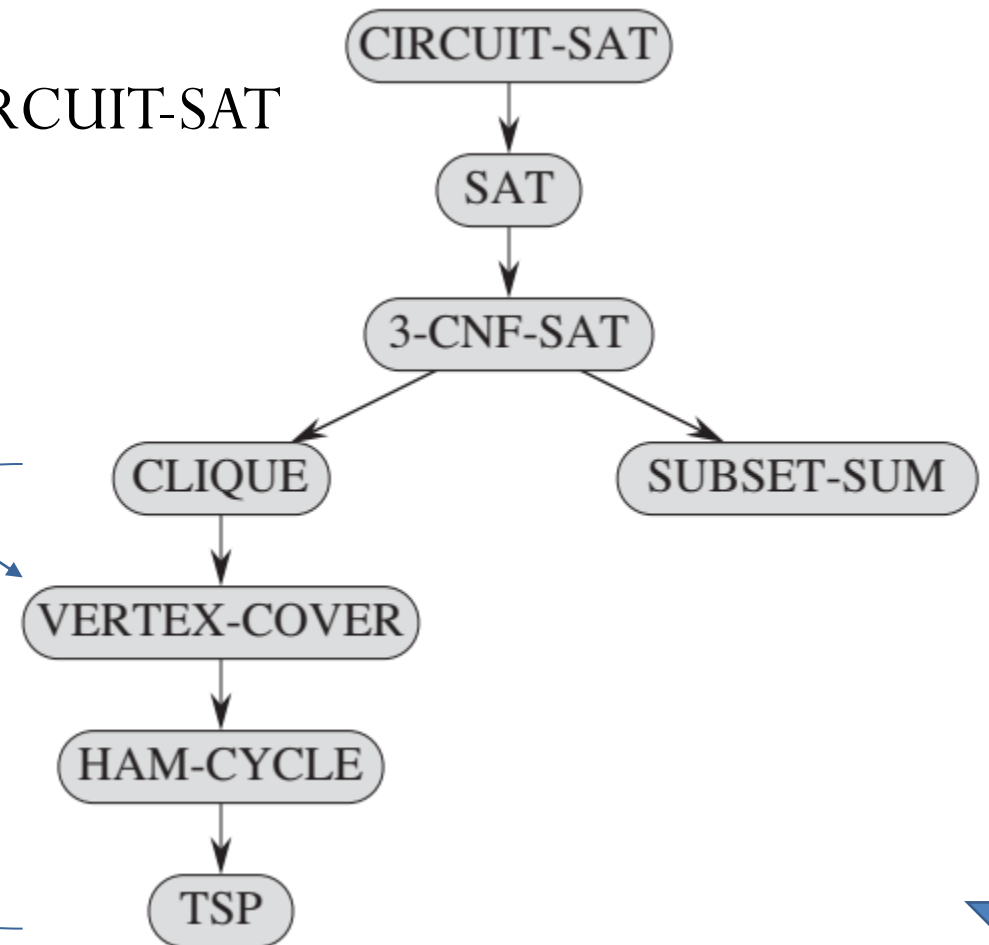 CIRCUIT-SAT
RCUIT-SAT
SAT
3-CNF-SAT
CLIQUE
SUBSET-SUM
VERTEX-COVER
HAM-CYCLE
TSP